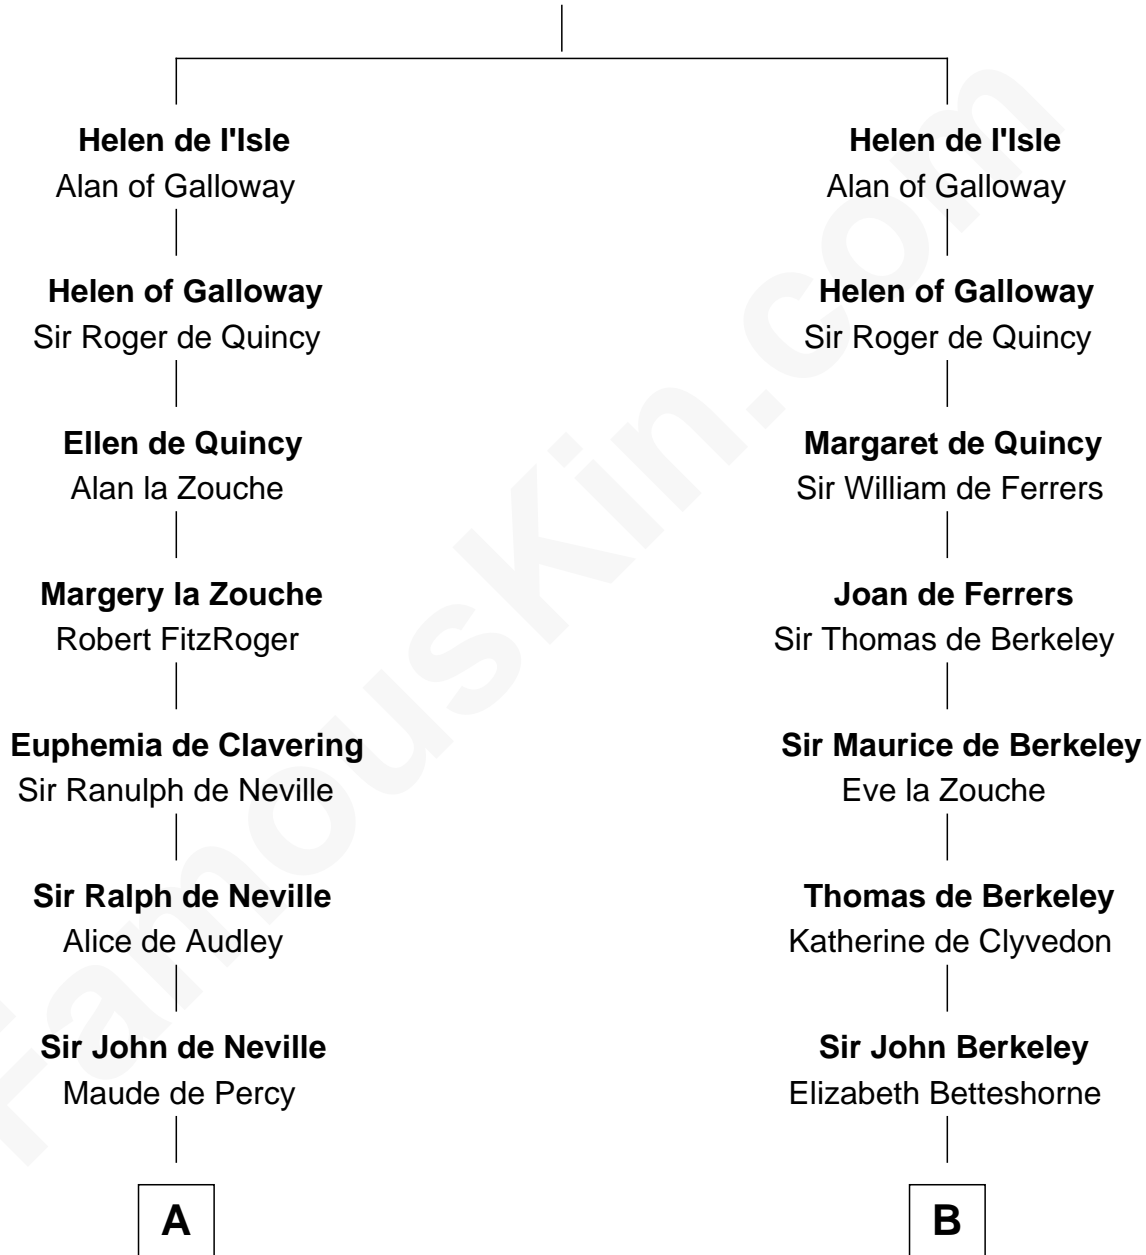 Helen de l'Isle
Alan of Galloway
Helen of Galloway
Sir Roger de Quincy
Ellen de Quincy
Alan la Zouche
Margery la Zouche
Robert FitzRoger
Euphemia de Clavering
Sir Ranulph de Neville
Sir Ralph de Neville
Alice de Audley
Sir John de Neville
Maude de Percy
A
Helen de l'Isle
Alan of Galloway
Helen of Galloway
Sir Roger de Quincy
Margaret de Quincy
Sir William de Ferrers
Joan de Ferrers
Sir Thomas de Berkeley
Sir Maurice de Berkeley
Eve la Zouche
Thomas de Berkeley
Katherine de Clyvedon
Sir John Berkeley
Elizabeth Betteshorne
B
FamousKin.com